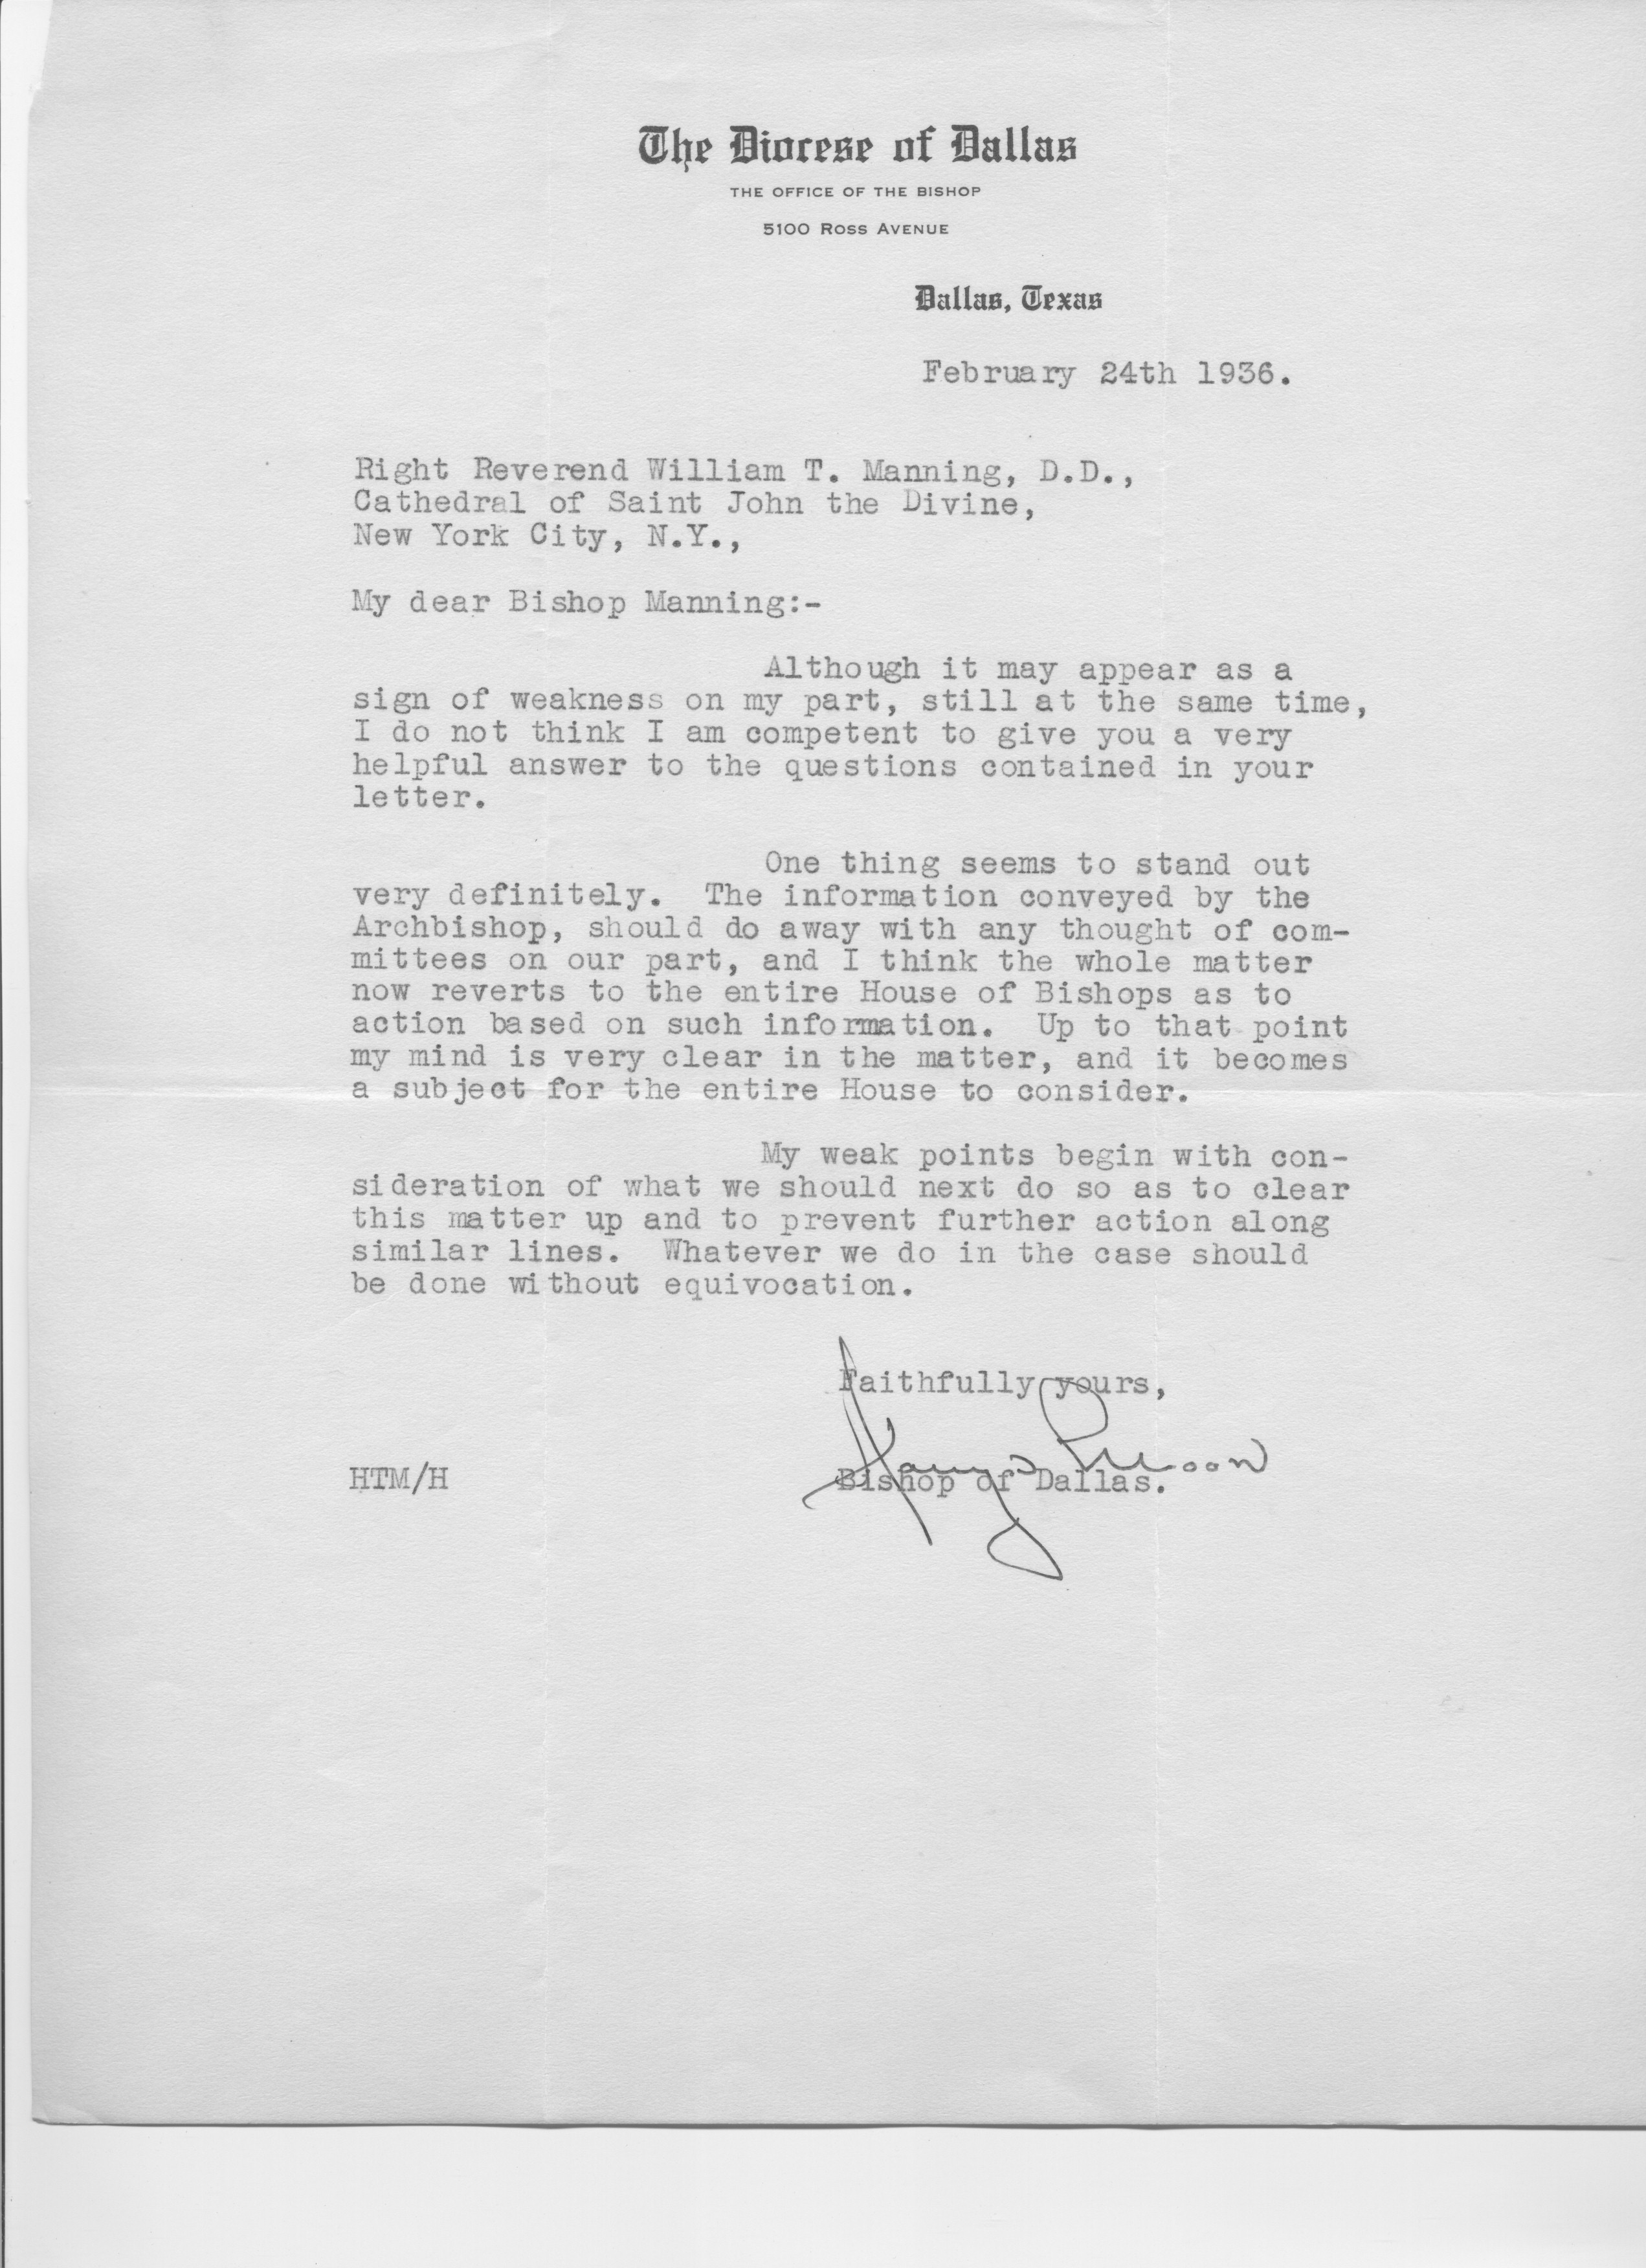 The Diocese of Dallas
THE OFFICE OF THE BISHOP
5100 ROSS AVENUE
Dallas, Texas
February 24th 1936.
Right Reverend William T. Manning, D.D.,
Cathedral of Saint John the Divine,
New York City, N.Y.,
My dear Bishop Manning:-
Although it may appear as a
sign of weakness on my part, still at the same time,
I do not think I am competent to give you a very
helpful answer to the questions contained in your
letter.
One thing seems to stand out
very definitely. The information conveyed by the
Archbishop, should do away with any thought of com-
mittees on our part, and I think the whole matter
now reverts to the entire House of Bishops as to
action based on such information. Up to that point
my mind is very clear in the matter, and it becomes
a subject for the entire House to consider.
My weak points begin with con-
sideration of what we should next do so as to clear
this matter up and to prevent further action along
similar lines. Whatever we do in the case should
be done without equivocation.
Faithfully yours,
Harry T. Moore
HTM/H Bishop of Dallas.